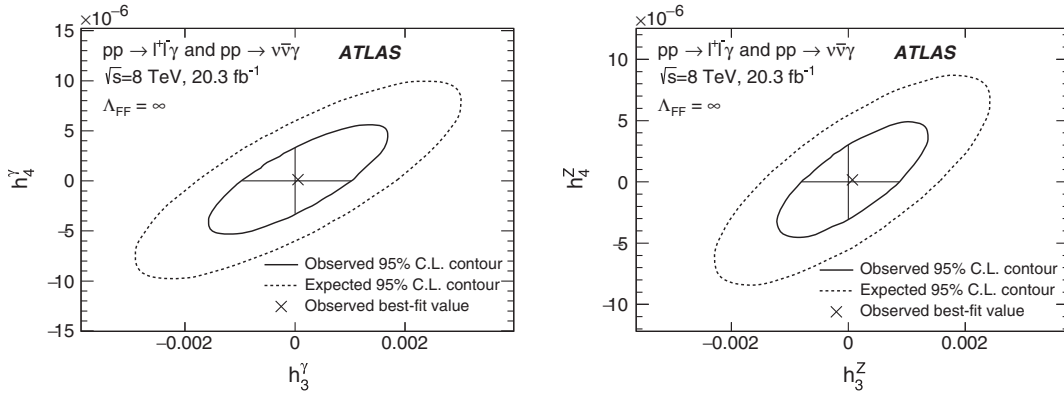 ×10⁻⁶
15
10
5
0
−5
−10
−15
h₄^γ
pp → l⁺l⁻γ and pp → νν̄γ
ATLAS
√s=8 TeV, 20.3 fb⁻¹
Λ_FF = ∞
Observed 95% C.L. contour
Expected 95% C.L. contour
Observed best-fit value
−0.002
0
0.002
h₃^γ
×10⁻⁶
10
5
0
−5
−10
h₄^Z
pp → l⁺l⁻γ and pp → νν̄γ
ATLAS
√s=8 TeV, 20.3 fb⁻¹
Λ_FF = ∞
Observed 95% C.L. contour
Expected 95% C.L. contour
Observed best-fit value
−0.002
0
0.002
h₃^Z